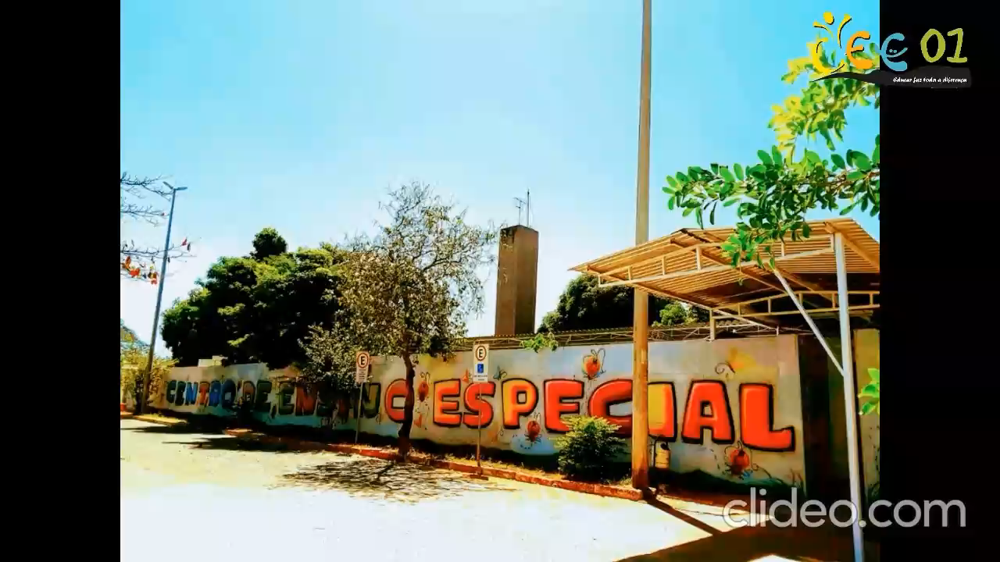 CEE 01
Educar faz toda a diferença
E
E
CENTRO DE ENSINO ESPECIAL
clideo.com